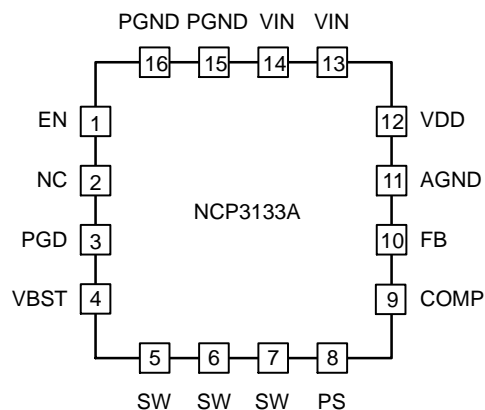 PGND PGND VIN VIN
16 15 14 13
EN 1 12 VDD
NC 2 11 AGND
NCP3133A
PGD 3 10 FB
VBST 4 9 COMP
5 6 7 8
SW SW SW PS